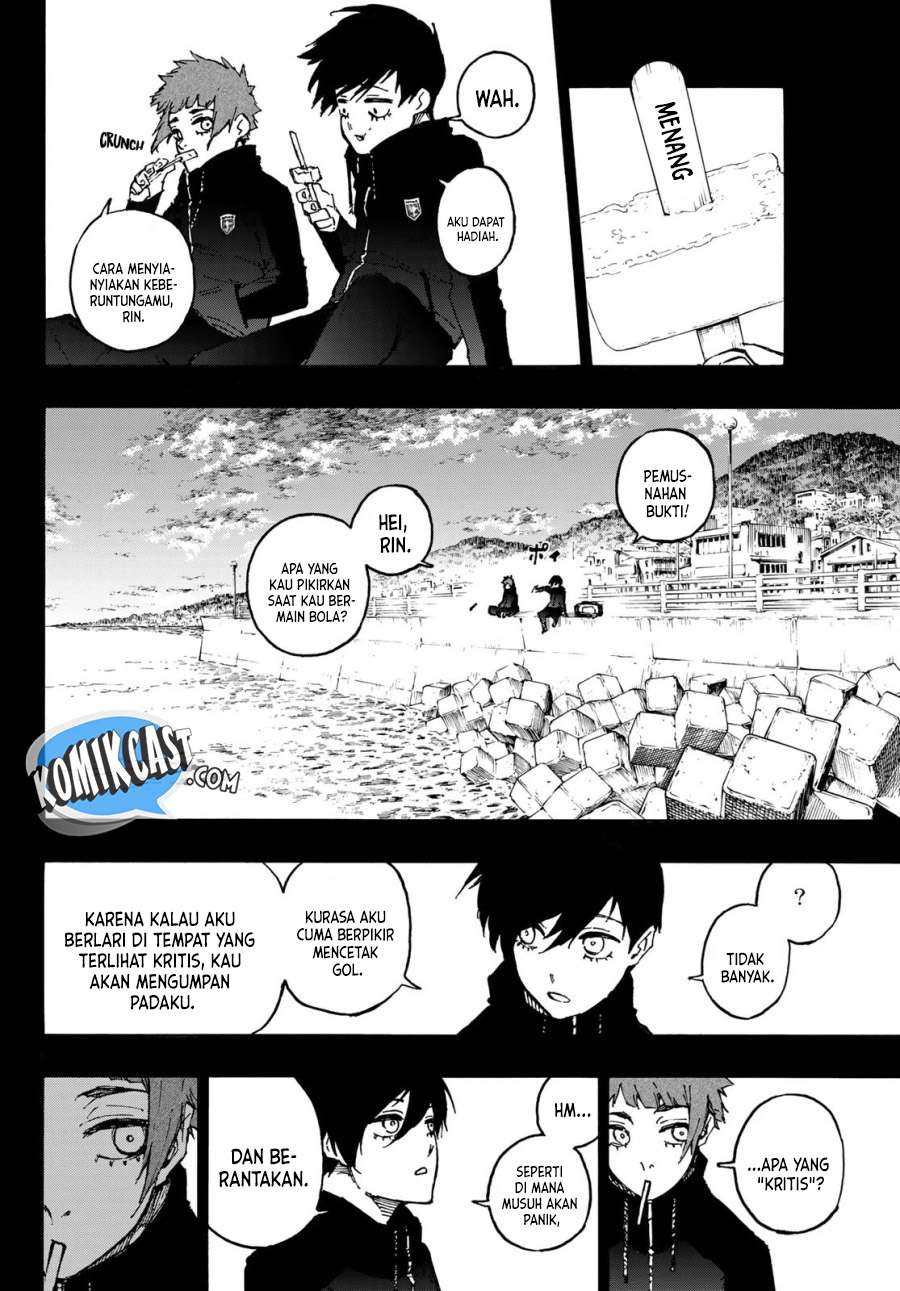 MENANG
WAH.
AKU DAPAT
HADIAH.
CRUNCH
CARA MENYIA-
NYIAKAN KEBE-
RUNTUNGAMU,
RIN.
PEMUS-
NAHAN
BUKTI!
ポイ
HEI,
RIN.
APA YANG
KAU PIKIRKAN
SAAT KAU BER-
MAIN BOLA?
KOMIKCAST
.COM
?
TIDAK
BANYAK.
KURASA AKU
CUMA BERPIKIR
MENCETAK
GOL.
KARENA KALAU AKU
BERLARI DI TEMPAT YANG
TERLIHAT KRITIS, KAU
AKAN MENGUMPAN
PADAKU.
...APA YANG
"KRITIS"?
HM...
SEPERTI
DI MANA
MUSUH AKAN
PANIK,
DAN BE-
RANTAKAN.